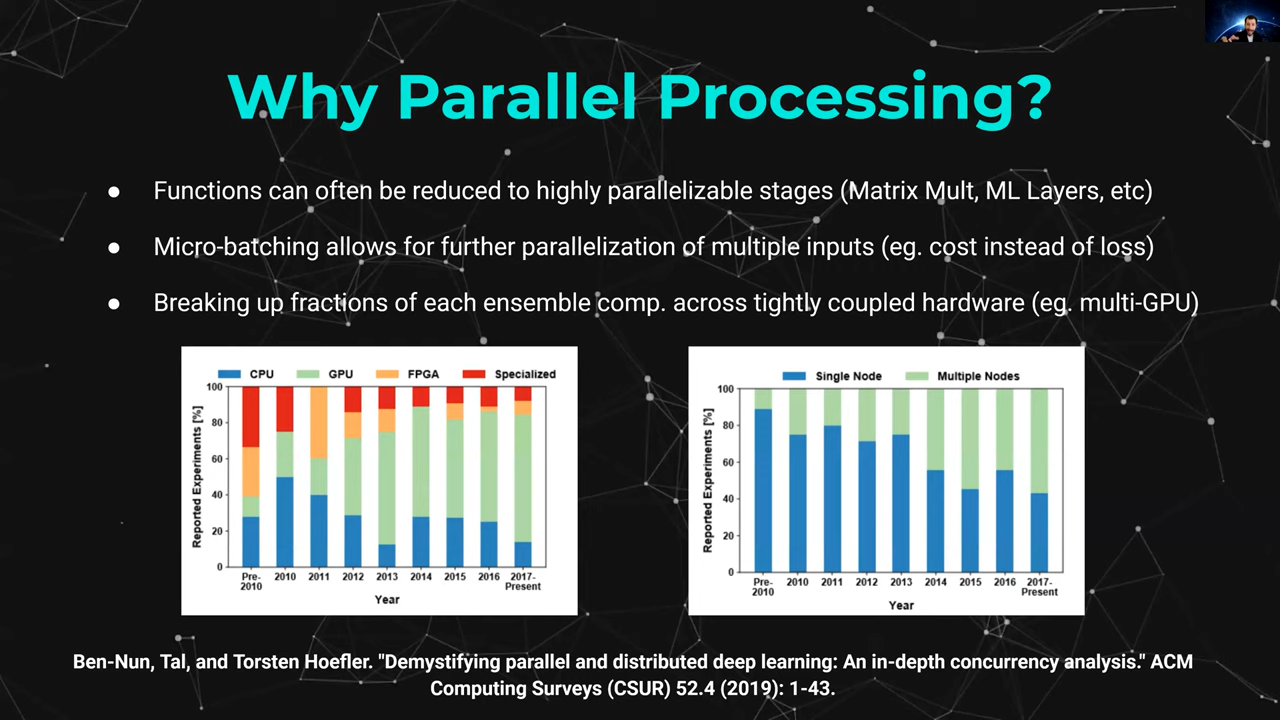 Why Parallel Processing?
● Functions can often be reduced to highly parallelizable stages (Matrix Mult, ML Layers, etc)
● Micro-batching allows for further parallelization of multiple inputs (eg. cost instead of loss)
● Breaking up fractions of each ensemble comp. across tightly coupled hardware (eg. multi-GPU)
CPU GPU FPGA Specialized
Reported Experiments [%]
100
80
60
40
20
0
Pre-2010 2010 2011 2012 2013 2014 2015 2016 2017-Present
Year
Single Node Multiple Nodes
Reported Experiments [%]
100
80
60
40
20
0
Pre-2010 2010 2011 2012 2013 2014 2015 2016 2017-Present
Year
Ben-Nun, Tal, and Torsten Hoefler. "Demystifying parallel and distributed deep learning: An in-depth concurrency analysis." ACM
Computing Surveys (CSUR) 52.4 (2019): 1-43.